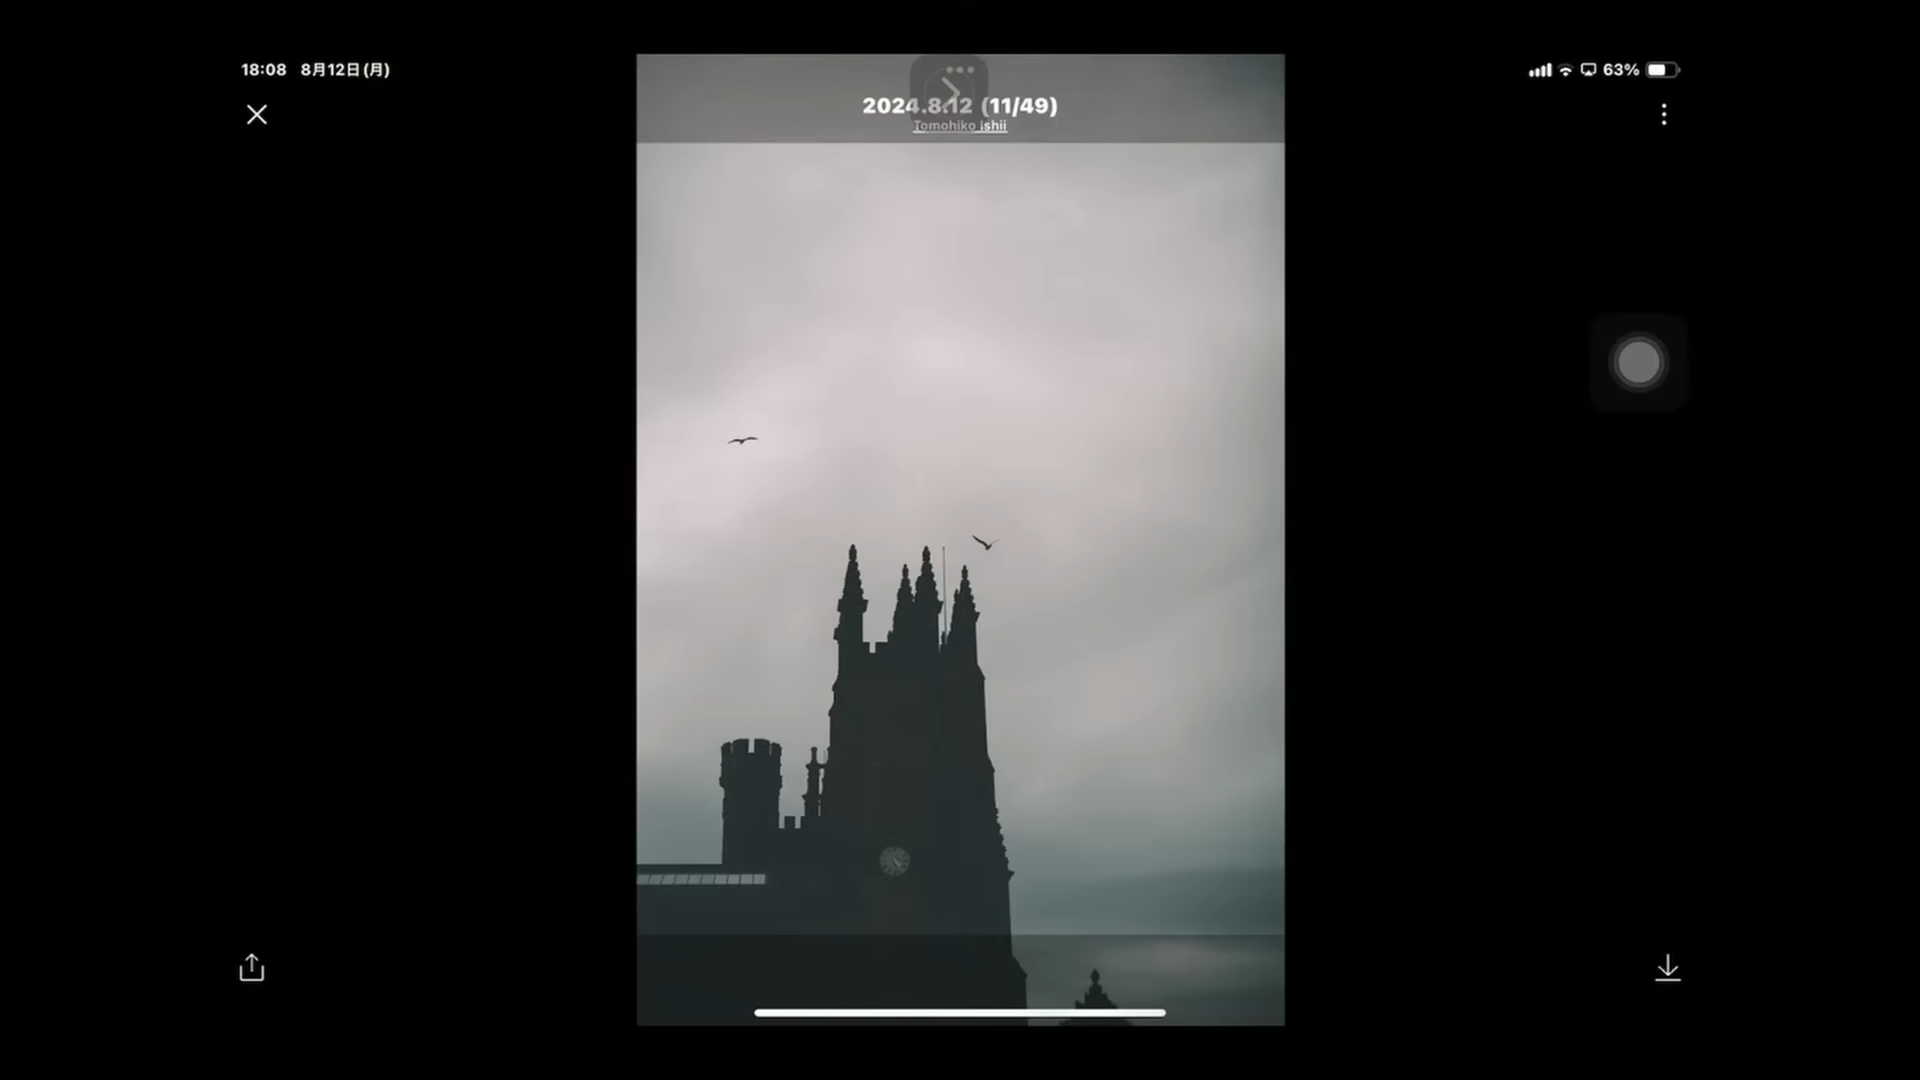 18:08 8月12日(月)
63%
2024.8.12 (11/49)
Tomohiko Ishii